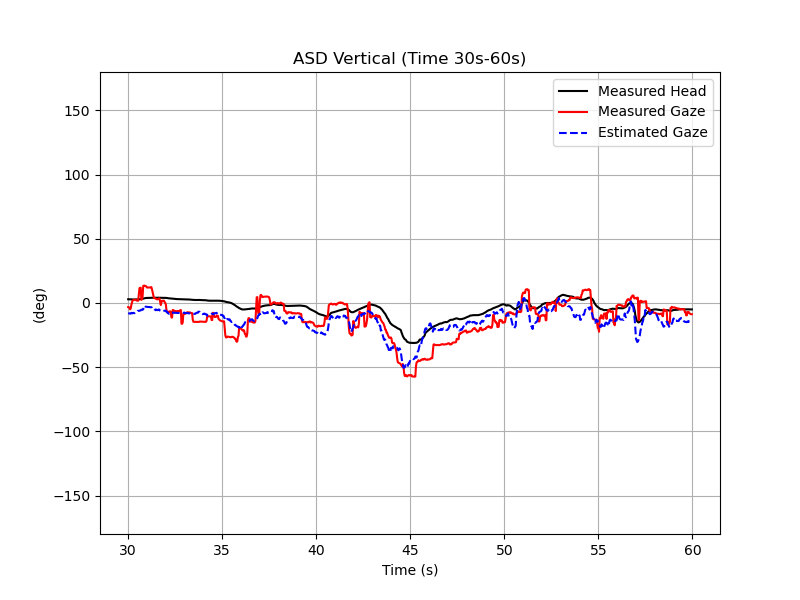 ASD Vertical (Time 30s-60s)
Measured Head
Measured Gaze
Estimated Gaze
150
100
50
0
−50
−100
−150
(deg)
30 35 40 45 50 55 60
Time (s)